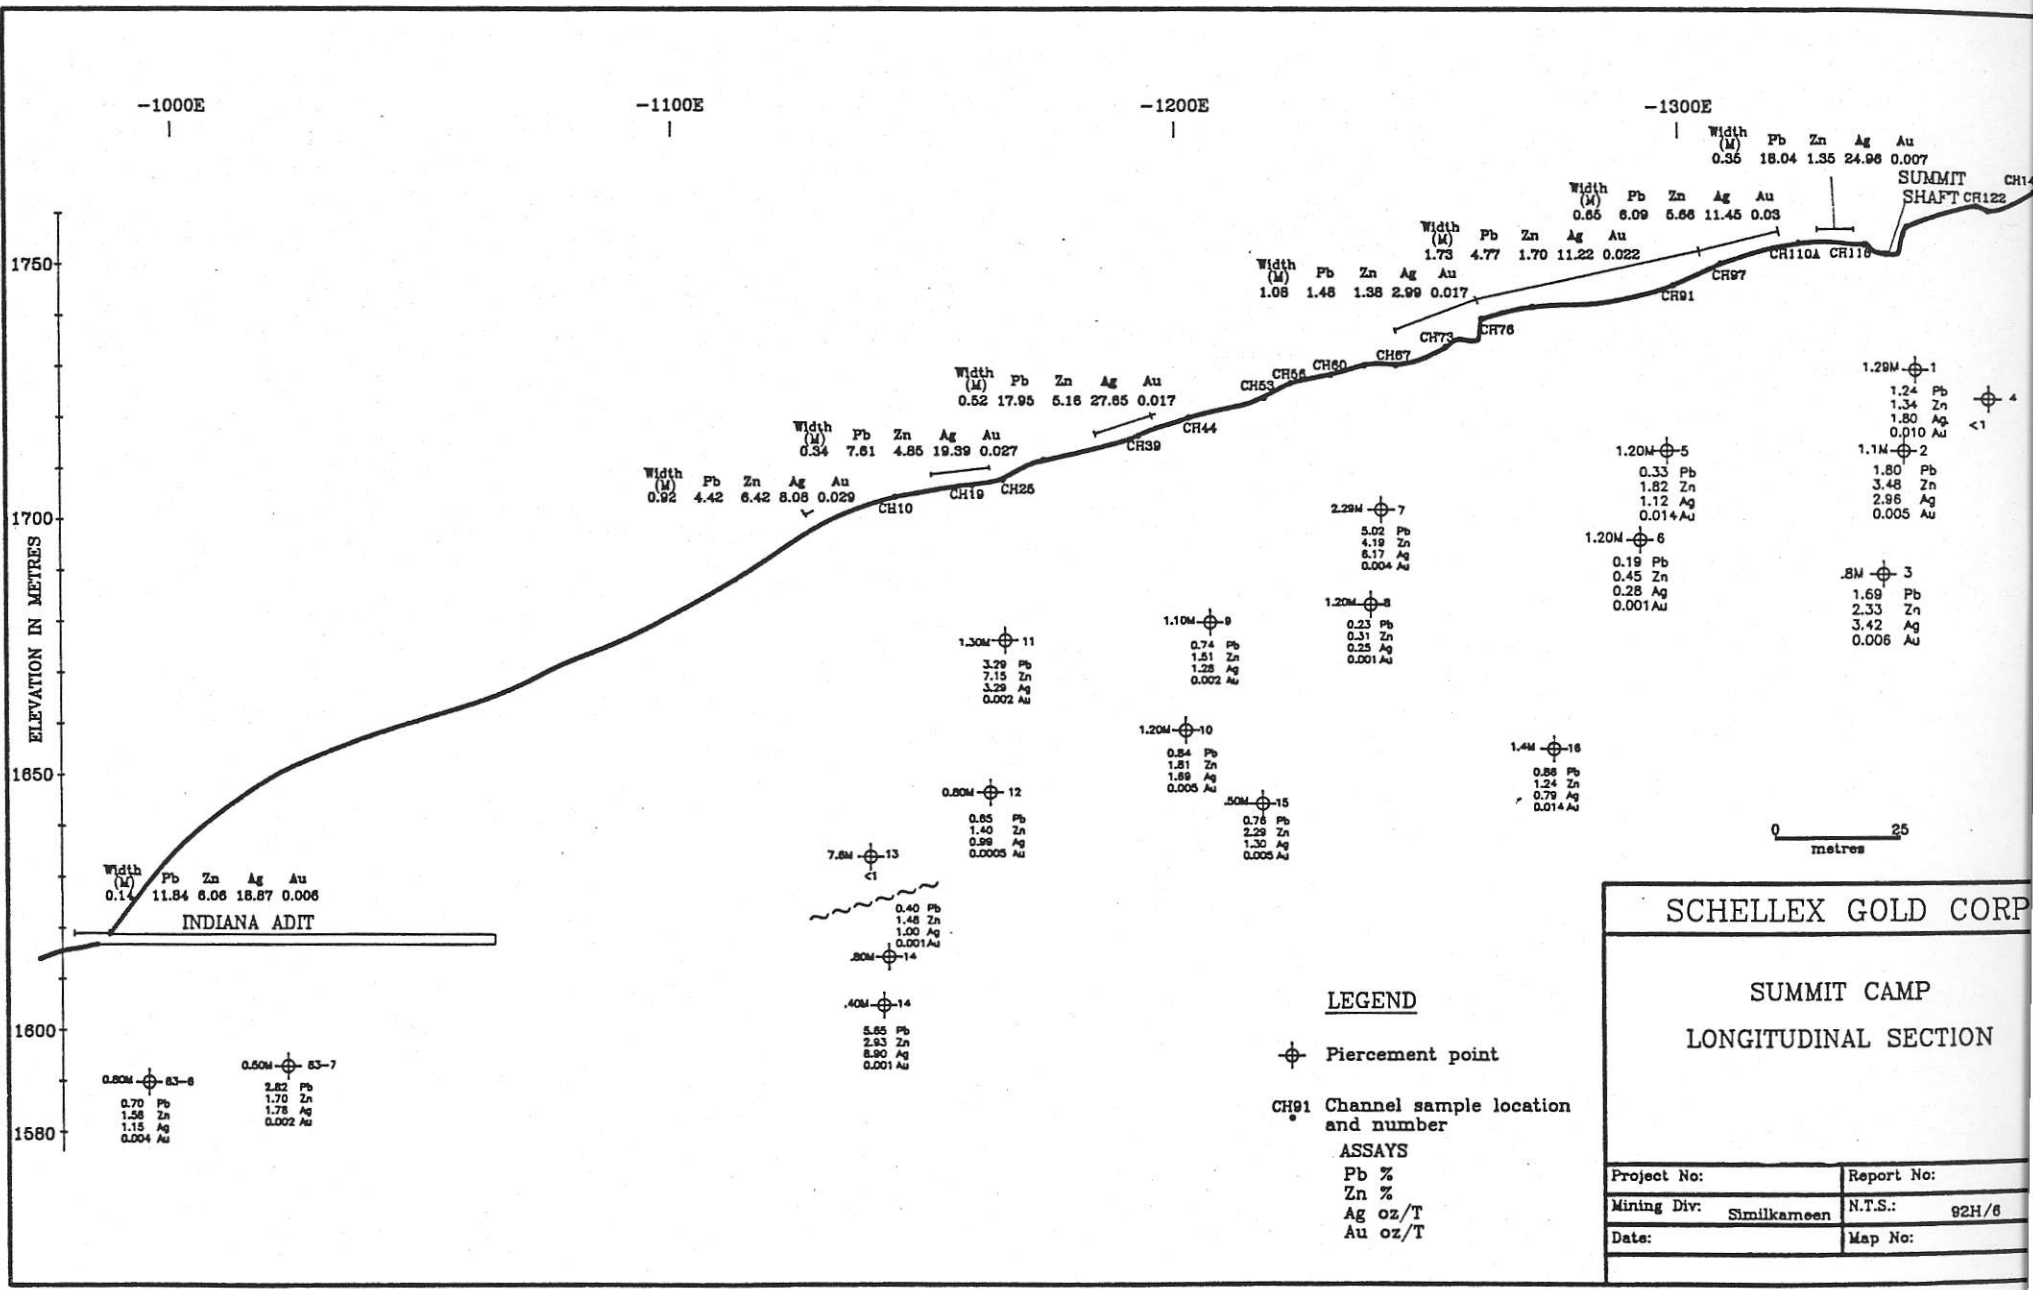 -1000E -1100E -1200E -1300E
Width (M) Pb Zn Ag Au
0.35 18.04 1.35 24.96 0.007
SUMMIT SHAFT
CH122
CH14
Width (M) Pb Zn Ag Au
0.65 6.09 5.66 11.45 0.03
Width (M) Pb Zn Ag Au
1.73 4.77 1.70 11.22 0.022
Width (M) Pb Zn Ag Au
1.08 1.48 1.38 2.99 0.017
Width (M) Pb Zn Ag Au
0.52 17.95 5.16 27.65 0.017
Width (M) Pb Zn Ag Au
0.34 7.61 4.85 19.39 0.027
Width (M) Pb Zn Ag Au
0.92 4.42 6.42 8.08 0.029
CH10 CH19 CH25 CH39 CH44 CH53 CH56 CH60 CH67 CH73 CH76 CH91 CH97 CH110A CH116
1750
1700
1650
1600
1580
ELEVATION IN METRES
1.29M 1
1.24 Pb
1.34 Zn
1.80 Ag
0.010 Au
4
<1
1.1M 2
1.80 Pb
3.48 Zn
2.96 Ag
0.005 Au
.8M 3
1.69 Pb
2.33 Zn
3.42 Ag
0.006 Au
1.20M 5
0.33 Pb
1.82 Zn
1.12 Ag
0.014 Au
1.20M 6
0.19 Pb
0.45 Zn
0.28 Ag
0.001 Au
2.29M 7
5.02 Pb
4.19 Zn
6.17 Ag
0.004 Au
1.20M 8
0.23 Pb
0.31 Zn
0.25 Ag
0.001 Au
1.10M 9
0.74 Pb
1.51 Zn
1.28 Ag
0.002 Au
1.20M 10
0.84 Pb
1.81 Zn
1.69 Ag
0.005 Au
1.30M 11
3.29 Pb
7.15 Zn
3.29 Ag
0.002 Au
0.80M 12
0.65 Pb
1.40 Zn
0.99 Ag
0.0005 Au
7.6M 13
<1
0.40 Pb
1.48 Zn
1.00 Ag
0.001 Au
.80M 14
.40M 14
5.65 Pb
2.93 Zn
8.90 Ag
0.001 Au
.50M 15
0.76 Pb
2.29 Zn
1.30 Ag
0.005 Au
1.4M 16
0.86 Pb
1.24 Zn
0.79 Ag
0.014 Au
Width (M) Pb Zn Ag Au
0.14 11.84 6.06 18.87 0.006
INDIANA ADIT
0.80M 83-6
0.70 Pb
1.56 Zn
1.15 Ag
0.004 Au
0.50M 83-7
2.82 Pb
1.70 Zn
1.78 Ag
0.002 Au
0 25
metres
LEGEND
Piercement point
CH91 Channel sample location
and number
ASSAYS
Pb %
Zn %
Ag oz/T
Au oz/T
SCHELLEX GOLD CORP
SUMMIT CAMP
LONGITUDINAL SECTION
Project No: Report No:
Mining Div: Similkameen N.T.S.: 92H/6
Date: Map No: